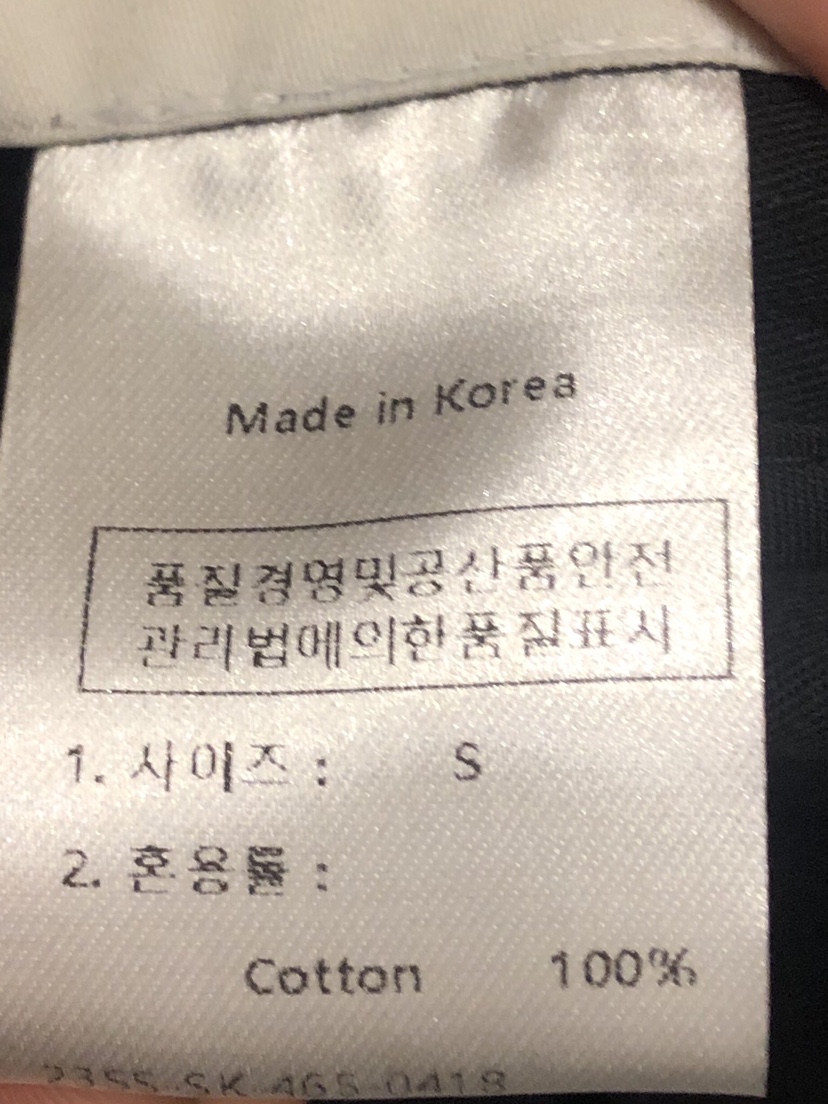 Made in Korea
품질경영및공산품안전
관리법에의한품질표시
1. 사이즈 : S
2. 혼용률 :
Cotton 100%